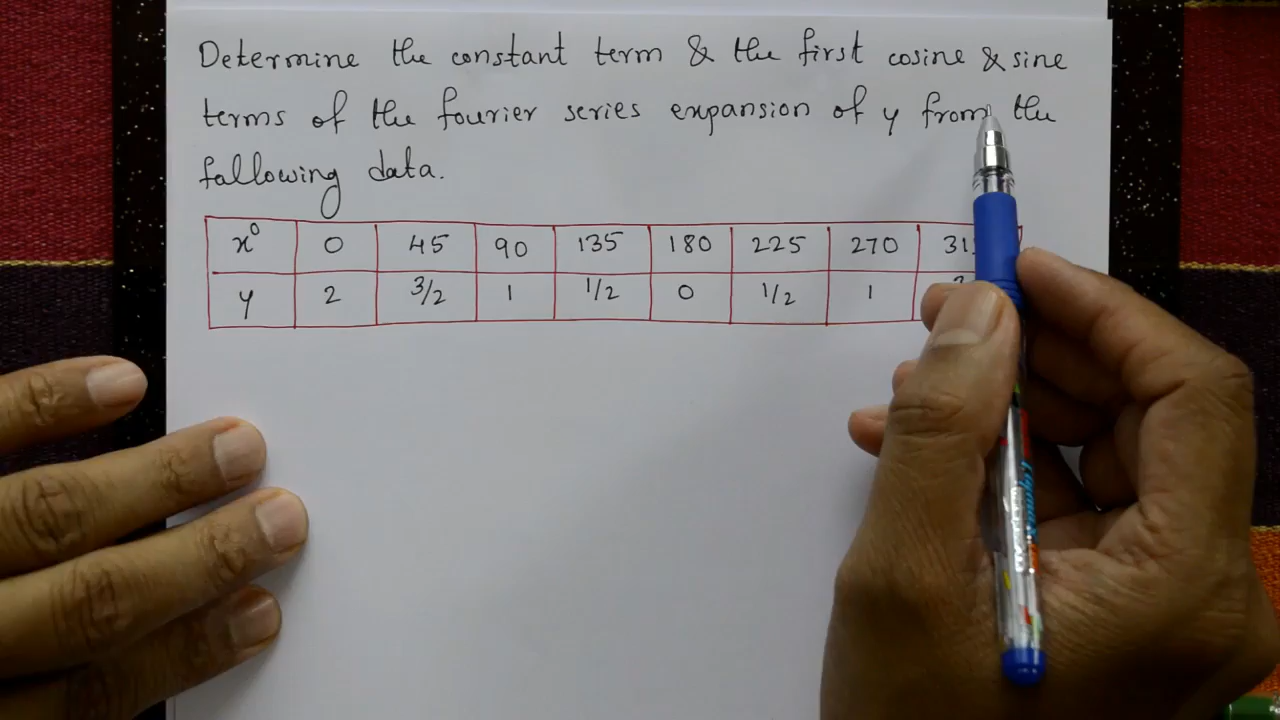 Determine the constant term & the first cosine & sine
terms of the fourier series expansion of y from the
following data.
x⁰ 0 45 90 135 180 225 270
y 2 3/2 1 1/2 0 1/2 1